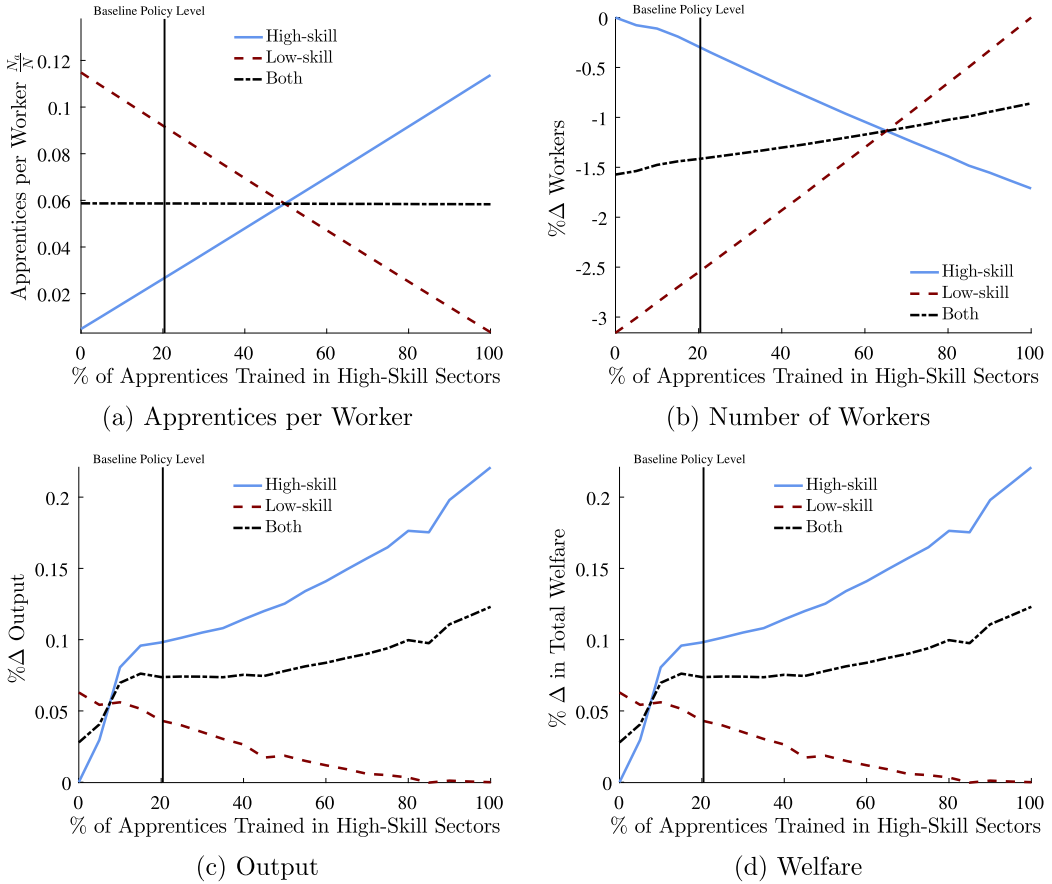 Baseline Policy Level
High-skill
Low-skill
Both
Apprentices per Worker N_a/N
0.12
0.1
0.08
0.06
0.04
0.02
0 20 40 60 80 100
% of Apprentices Trained in High-Skill Sectors
(a) Apprentices per Worker
Baseline Policy Level
%Δ Workers
0
-0.5
-1
-1.5
-2
-2.5
-3
High-skill
Low-skill
Both
0 20 40 60 80 100
% of Apprentices Trained in High-Skill Sectors
(b) Number of Workers
Baseline Policy Level
High-skill
Low-skill
Both
%Δ Output
0.2
0.15
0.1
0.05
0
0 20 40 60 80 100
% of Apprentices Trained in High-Skill Sectors
(c) Output
Baseline Policy Level
High-skill
Low-skill
Both
% Δ in Total Welfare
0.2
0.15
0.1
0.05
0
0 20 40 60 80 100
% of Apprentices Trained in High-Skill Sectors
(d) Welfare